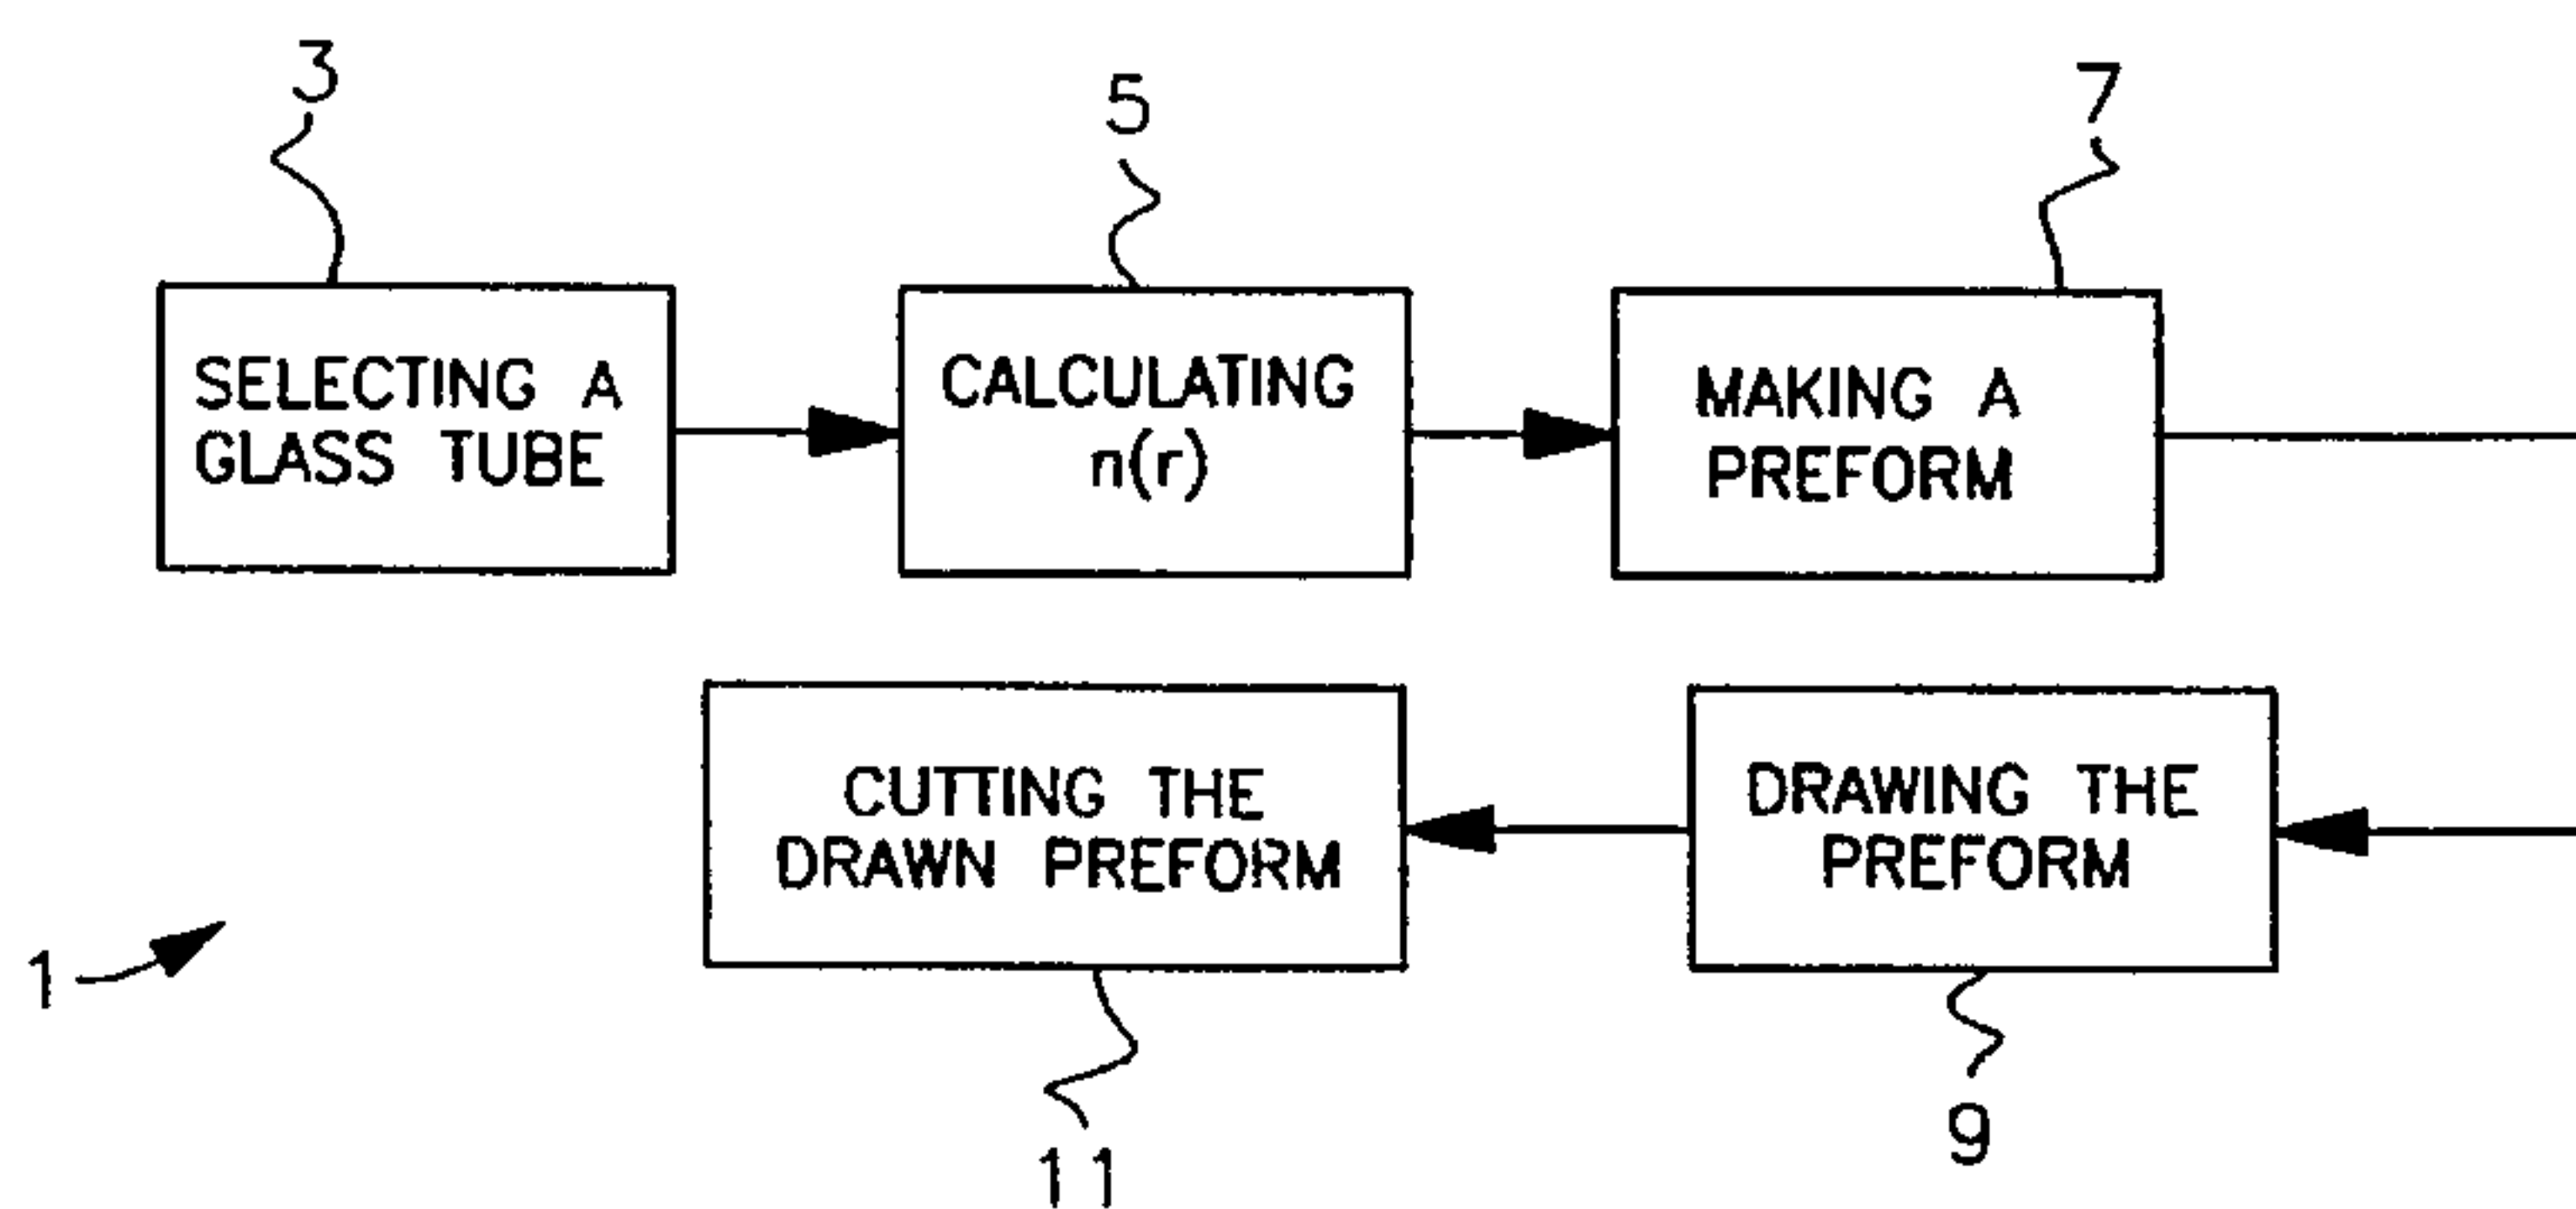 3
5
7
SELECTING A
GLASS TUBE
CALCULATING
n(r)
MAKING A
PREFORM
CUTTING THE
DRAWN PREFORM
DRAWING THE
PREFORM
1
11
9